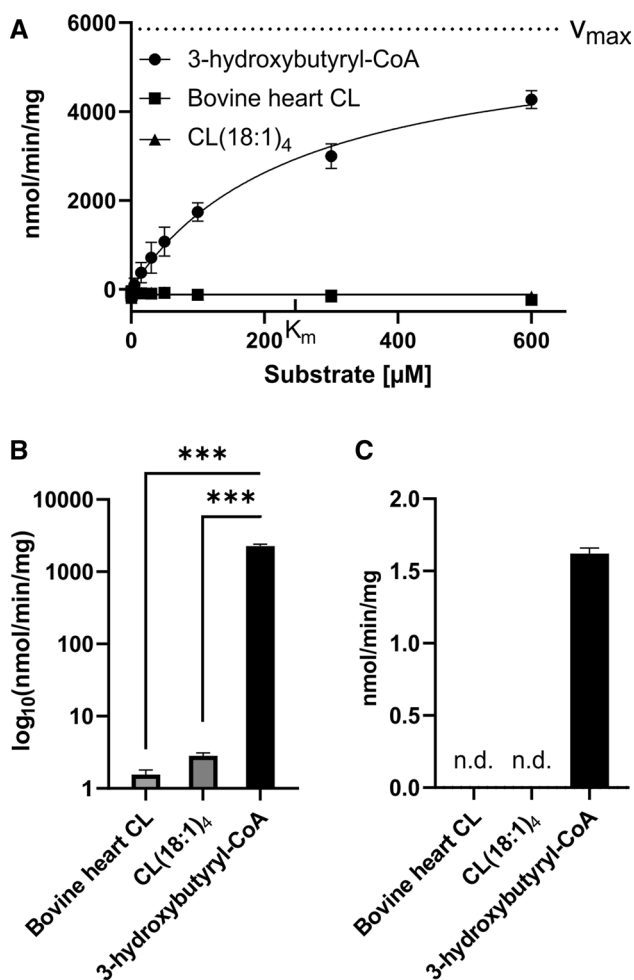 A
6000
4000
2000
0
nmol/min/mg
Vmax
3-hydroxybutyryl-CoA
Bovine heart CL
CL(18:1)4
0
200
Km
400
600
Substrate [µM]
B
***
***
10000
1000
100
10
1
log10(nmol/min/mg)
Bovine heart CL
CL(18:1)4
3-hydroxybutyryl-CoA
C
2.0
1.5
1.0
0.5
0.0
nmol/min/mg
n.d.
n.d.
Bovine heart CL
CL(18:1)4
3-hydroxybutyryl-CoA